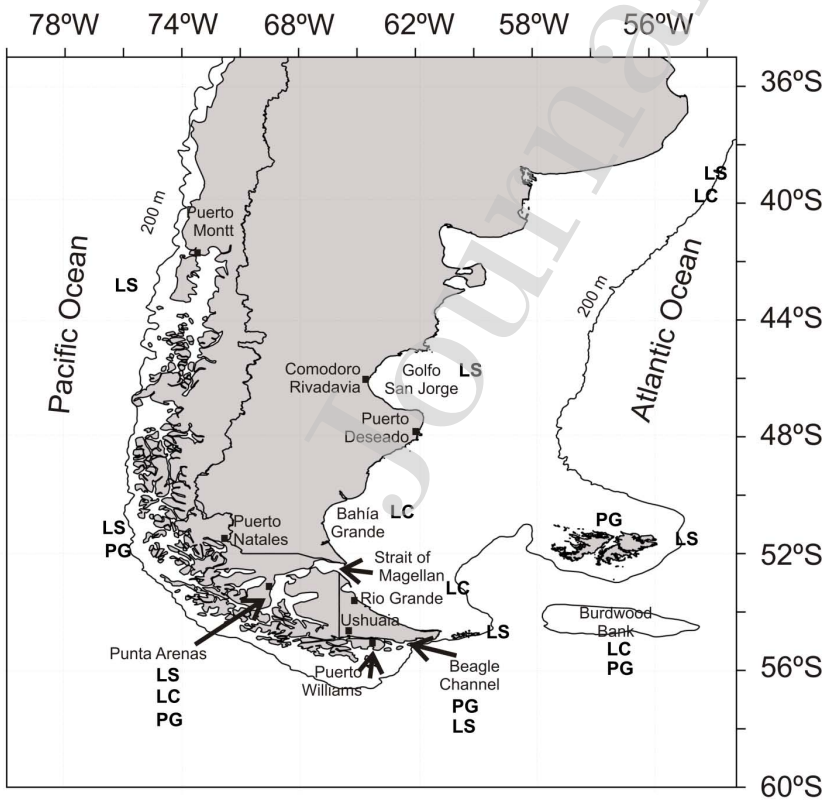 78ºW 74ºW 68ºW 62ºW 58ºW 56ºW
36ºS
40ºS
44ºS
48ºS
52ºS
56ºS
60ºS
Pacific Ocean
Atlantic Ocean
200 m
200 m
Puerto
Montt
LS
LS
LC
Comodoro
Rivadavia
Golfo
San Jorge
LS
Puerto
Deseado
Bahía
Grande
LC
LS
PG
Puerto
Natales
PG
LS
Strait of
Magellan
LC
Rio Grande
Ushuaia
LS
Burdwood
Bank
LC
PG
Punta Arenas
LS
LC
PG
Puerto
Williams
Beagle
Channel
PG
LS
Journal